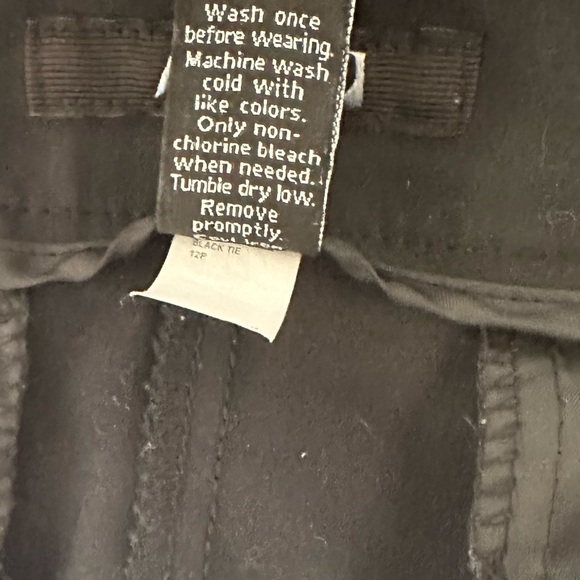 Wash once
before wearing.
Machine wash
cold with
like colors.
Only non-
chlorine bleach
when needed.
Tumble dry low.
Remove
promptly.
BLACK TIE
12P